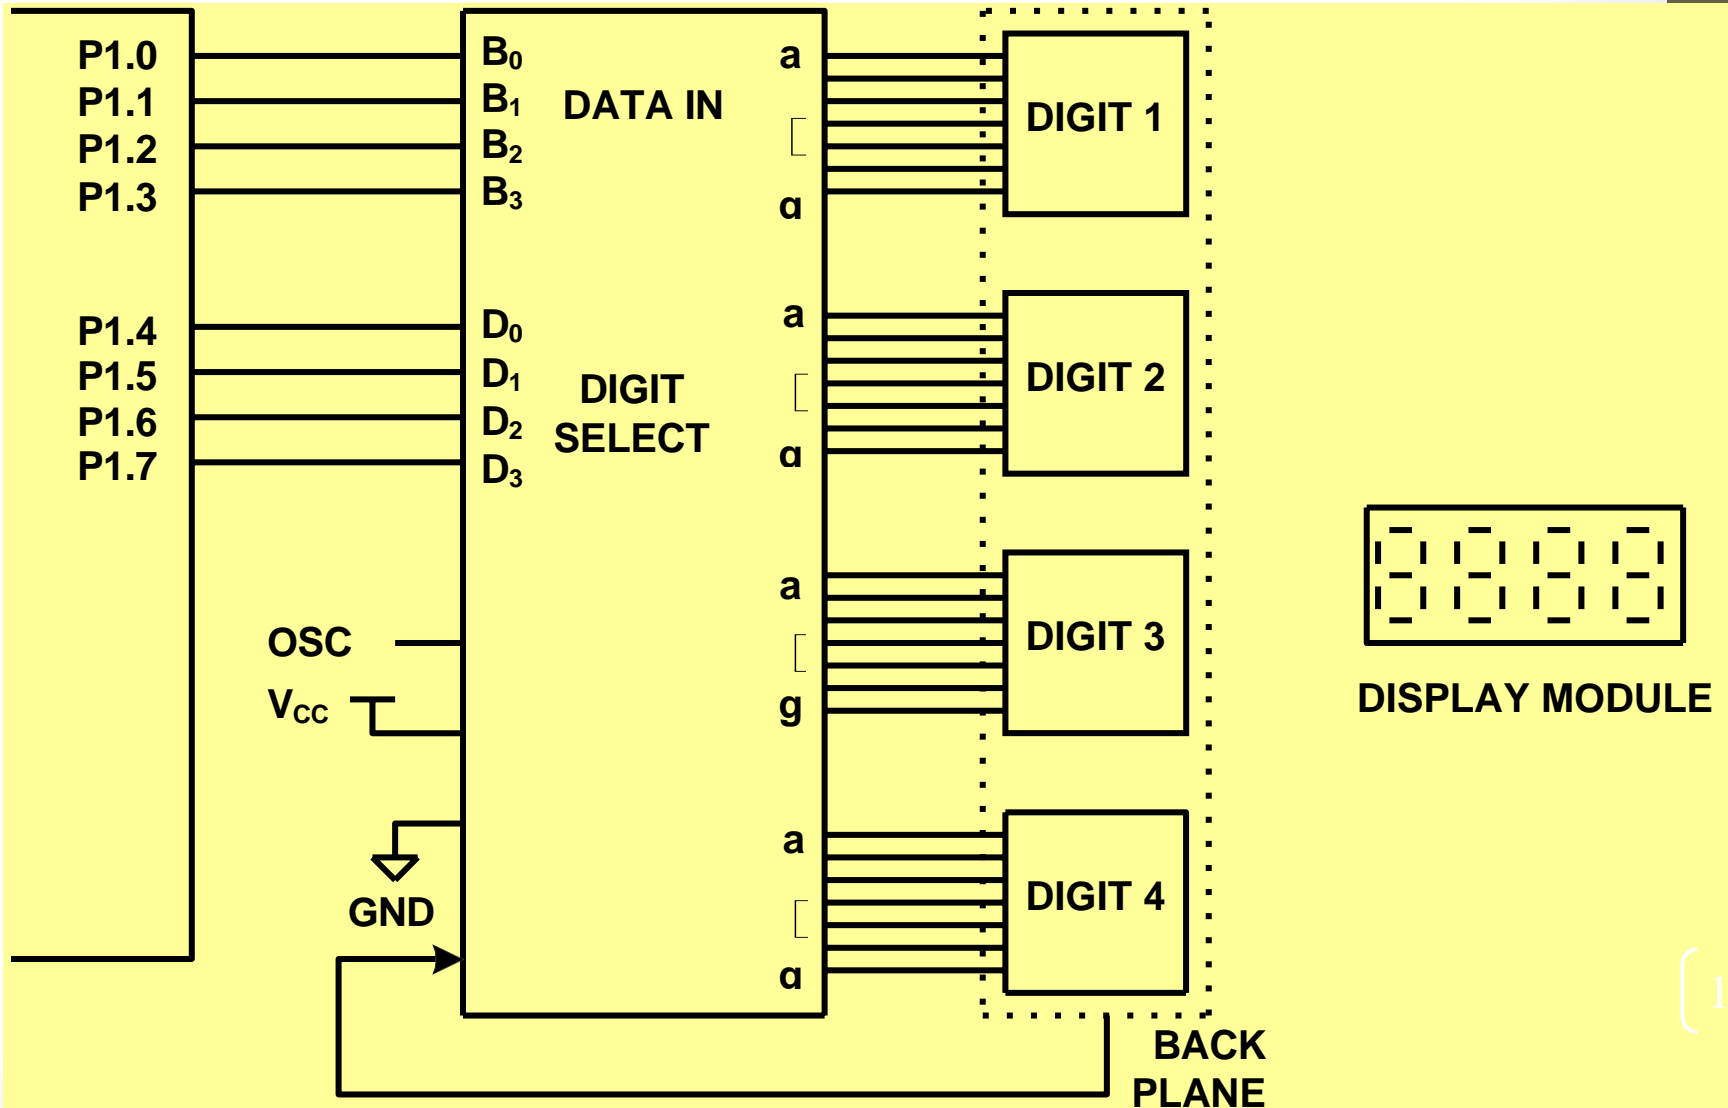 P1.0
P1.1
P1.2
P1.3
P1.4
P1.5
P1.6
P1.7
B0
B1
B2
B3
DATA IN
D0
D1
D2
D3
DIGIT
SELECT
OSC
VCC
GND
a
g
a
g
a
g
a
g
DIGIT 1
DIGIT 2
DIGIT 3
DIGIT 4
BACK
PLANE
DISPLAY MODULE